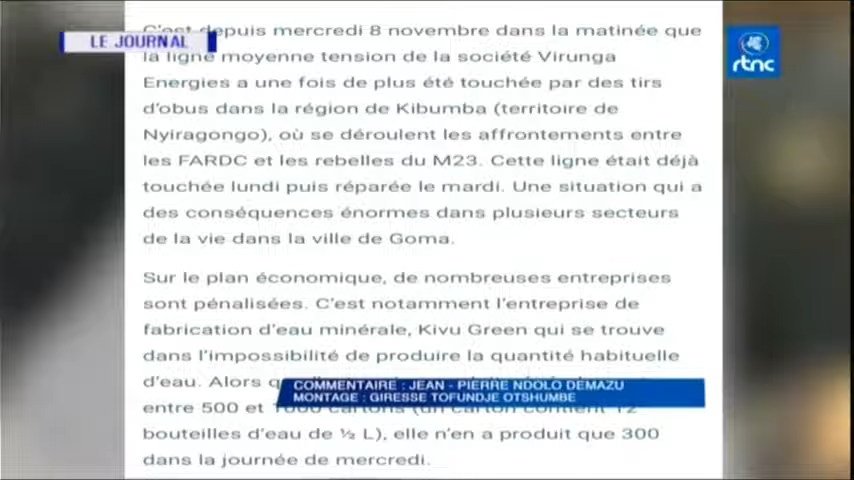 C'est depuis mercredi 8 novembre dans la matinée que
LE JOURNAL
rtnc
la ligne moyenne tension de la société Virunga
Energies a une fois de plus été touchée par des tirs
d'obus dans la région de Kibumba (territoire de
Nyiragongo), où se déroulent les affrontements entre
les FARDC et les rebelles du M23. Cette ligne était déjà
touchée lundi puis réparée le mardi. Une situation qui a
des conséquences énormes dans plusieurs secteurs
de la vie dans la ville de Goma.
Sur le plan économique, de nombreuses entreprises
sont pénalisées. C'est notamment l'entreprise de
fabrication d'eau minérale, Kivu Green qui se trouve
dans l'impossibilité de produire la quantité habituelle
d'eau. Alors
COMMENTAIRE : JEAN - PIERRE NDOLO DEMAZU
MONTAGE : GIRESSE TOFUNDJE OTSHUMBE
entre 500 et 1000 cartons (un carton contient 12
bouteilles d'eau de ½ L), elle n'en a produit que 300
dans la journée de mercredi.